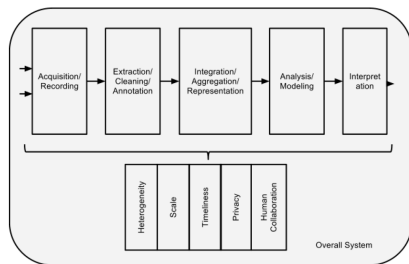 Acquisition/
Recording
Extraction/
Cleaning/
Annotation
Integration/
Aggregation/
Representation
Analysis/
Modeling
Interpret
ation
Heterogeneity
Scale
Timeliness
Privacy
Human
Collaboration
Overall System